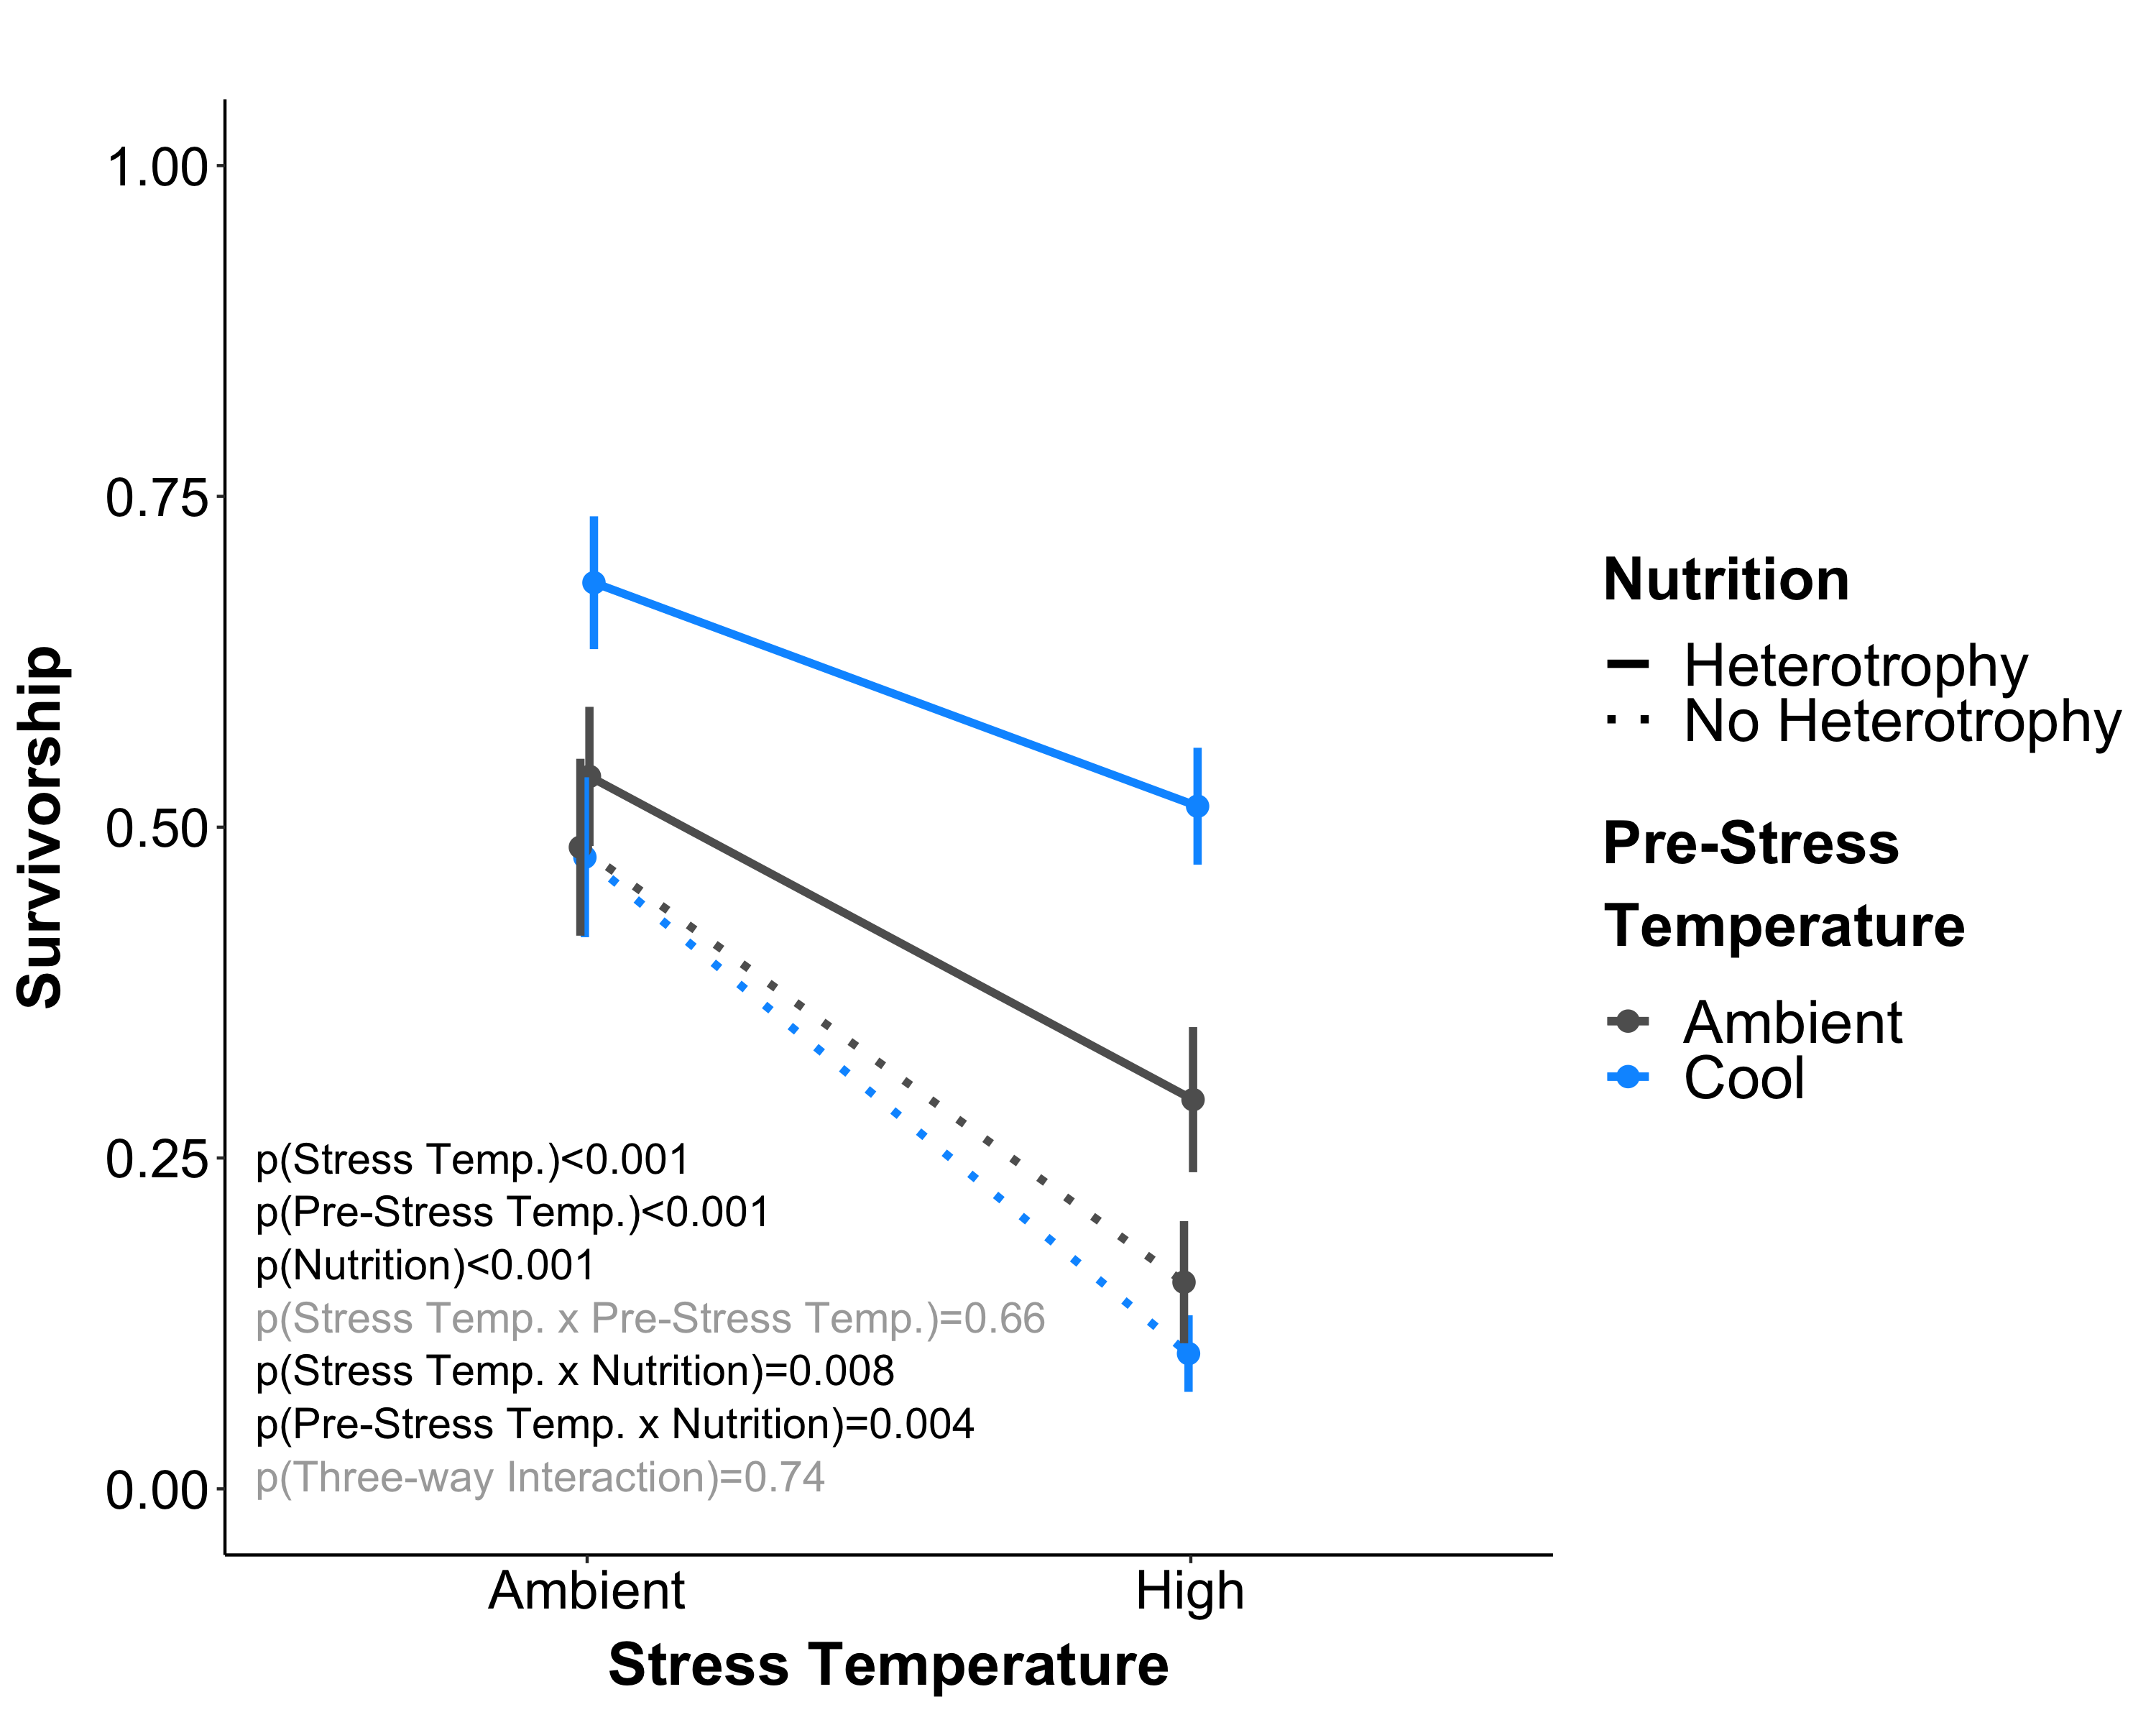 1.00
0.75
0.50
0.25
0.00
Survivorship
p(Stress Temp.)<0.001
p(Pre-Stress Temp.)<0.001
p(Nutrition)<0.001
p(Stress Temp. x Pre-Stress Temp.)=0.66
p(Stress Temp. x Nutrition)=0.008
p(Pre-Stress Temp. x Nutrition)=0.004
p(Three-way Interaction)=0.74
Ambient
High
Stress Temperature
Nutrition
Heterotrophy
No Heterotrophy
Pre-Stress
Temperature
Ambient
Cool